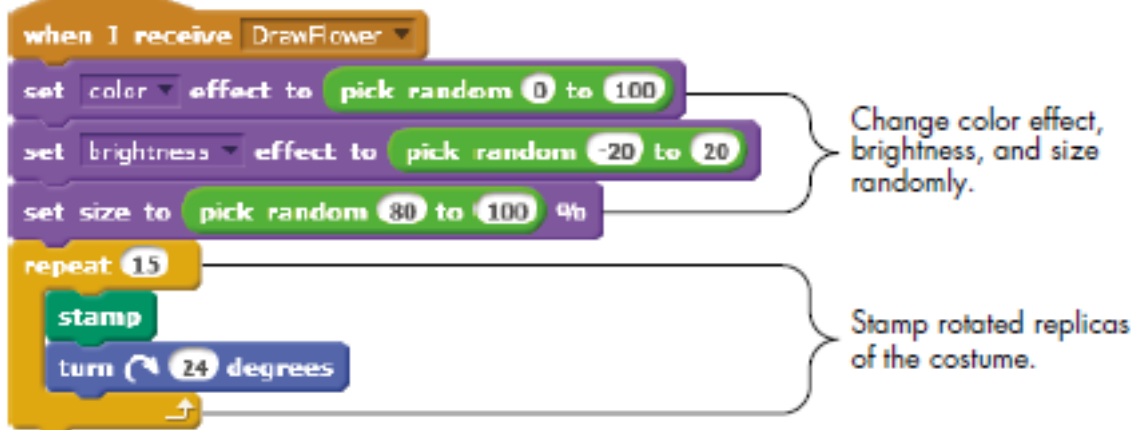 when I receive DrawFlower
set color effect to pick random 0 to 100
set brightness effect to pick random -20 to 20
set size to pick random 80 to 100 %
Change color effect,
brightness, and size
randomly.
repeat 15
stamp
turn 24 degrees
Stamp rotated replicas
of the costume.